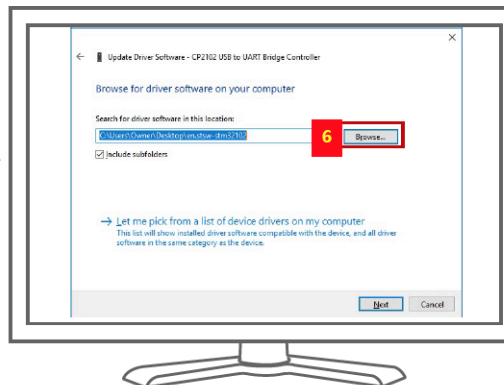 Update Driver Software - CP2102 USB to UART Bridge Controller
Browse for driver software on your computer
Search for driver software in this location:
C:\Users\Owner\Desktop\en.stsw-stm32102
6
Browse...
Include subfolders
Let me pick from a list of device drivers on my computer
This list will show installed driver software compatible with the device, and all driver
software in the same category as the device.
Next
Cancel